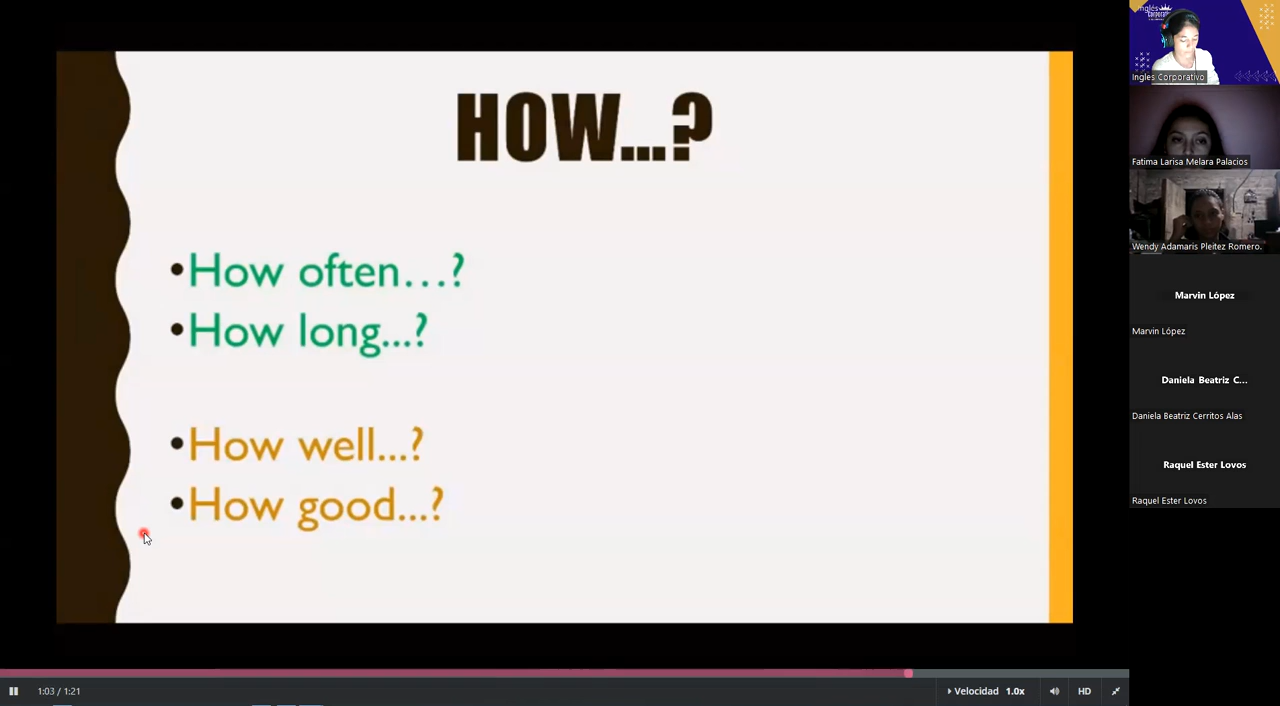 HOW...?
•How often...?
•How long...?
•How well...?
•How good...?
1:03 / 1:21
Velocidad 1.0x
HD
Inglés
Corporativo
Ingles Corporativo
Fatima Larisa Melara Palacios
Wendy Adamaris Pleitez Romero.
Marvin López
Marvin López
Daniela Beatriz C...
Daniela Beatriz Cerritos Alas
Raquel Ester Lovos
Raquel Ester Lovos